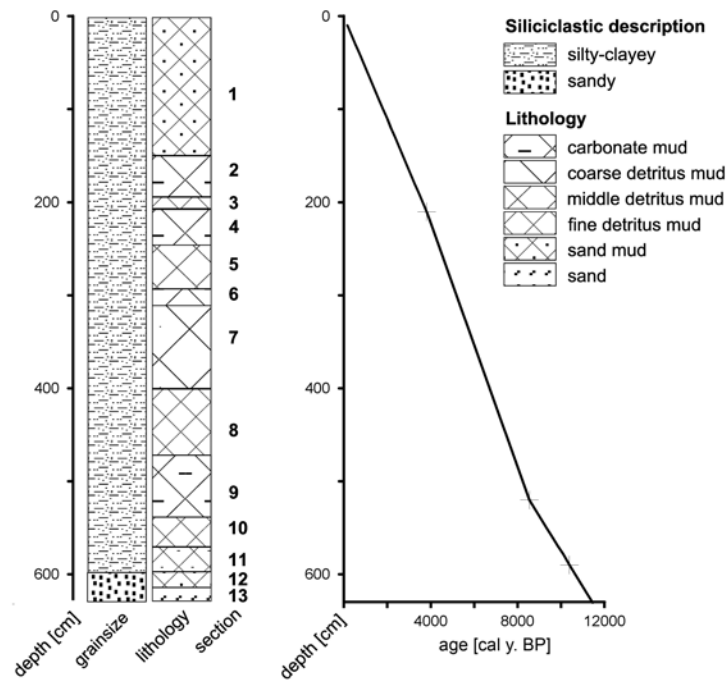 0
200
400
600
depth [cm]
grainsize
lithology
section
1
2
3
4
5
6
7
8
9
10
11
12
13
0
200
400
600
depth [cm]
4000
8000
12000
age [cal y. BP]
Siliciclastic description
silty-clayey
sandy
Lithology
carbonate mud
coarse detritus mud
middle detritus mud
fine detritus mud
sand mud
sand